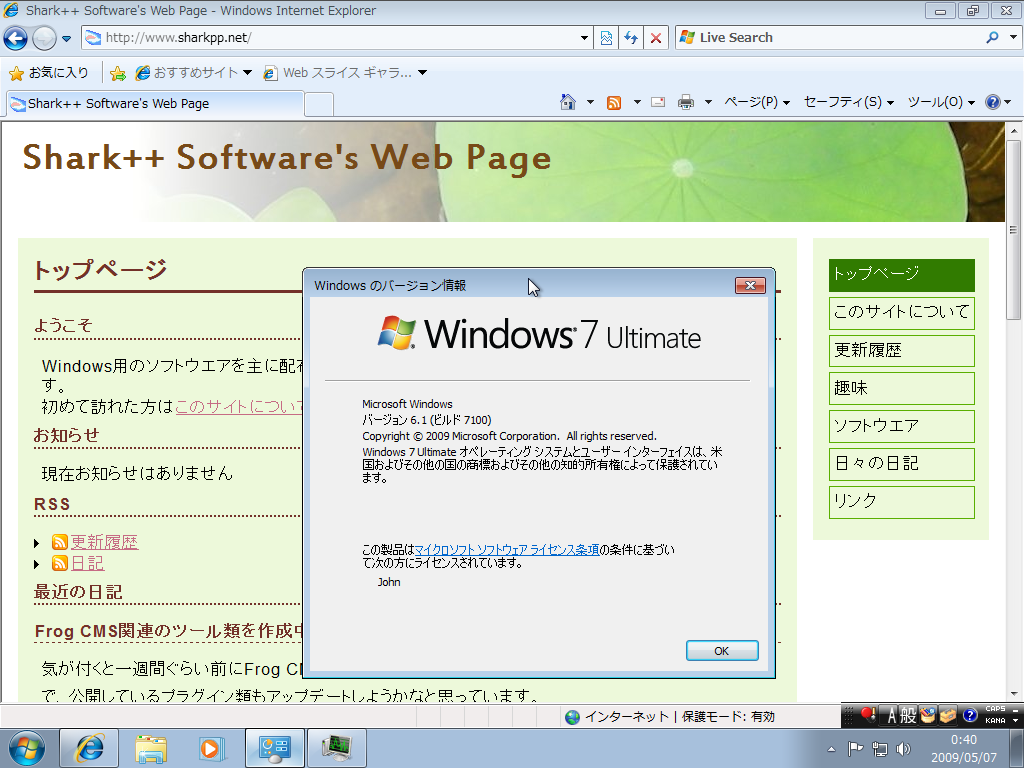 Shark++ Software's Web Page - Windows Internet Explorer
http://www.sharkpp.net/
Live Search
お気に入り
おすすめサイト
Web スライス ギャラ...
Shark++ Software's Web Page
ページ(P)
セーフティ(S)
ツール(O)
Shark++ Software's Web Page
トップページ
ようこそ
Windows用のソフトウエアを主に配布
す。
初めて訪れた方はこのサイトについて
お知らせ
現在お知らせはありません
RSS
更新履歴
日記
最近の日記
Frog CMS関連のツール類を作成中
気が付くと一週間ぐらい前にFrog C
で、公開しているプラグイン類もアップデートしようかなと思っています。
トップページ
このサイトについて
更新履歴
趣味
ソフトウエア
日々の日記
リンク
Windows のバージョン情報
Windows 7 Ultimate
Microsoft Windows
バージョン 6.1 (ビルド 7100)
Copyright © 2009 Microsoft Corporation. All rights reserved.
Windows 7 Ultimate オペレーティング システムとユーザー インターフェイスは、米
国およびその他の国の商標およびその他の知的所有権によって保護されてい
ます。
この製品はマイクロソフト ソフトウェア ライセンス条項の条件に基づい
て次の方にライセンスされています。
John
OK
インターネット | 保護モード: 有効
A 般
CAPS
KANA
0:40
2009/05/07